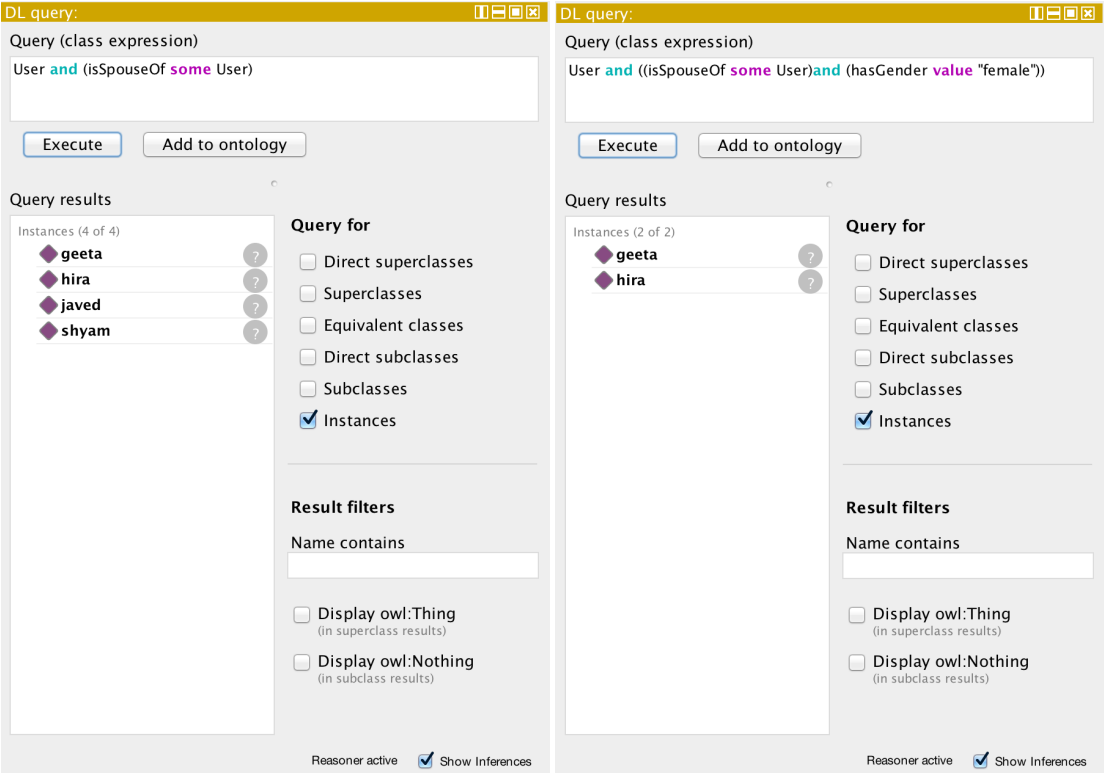 DL query:
Query (class expression)
User and (isSpouseOf some User)
Execute
Add to ontology
Query results
Instances (4 of 4)
geeta
?
hira
?
javed
?
shyam
?
Query for
Direct superclasses
Superclasses
Equivalent classes
Direct subclasses
Subclasses
Instances
Result filters
Name contains
Display owl:Thing
(in superclass results)
Display owl:Nothing
(in subclass results)
Reasoner active
Show Inferences
DL query:
Query (class expression)
User and ((isSpouseOf some User)and (hasGender value "female"))
Execute
Add to ontology
Query results
Instances (2 of 2)
geeta
?
hira
?
Query for
Direct superclasses
Superclasses
Equivalent classes
Direct subclasses
Subclasses
Instances
Result filters
Name contains
Display owl:Thing
(in superclass results)
Display owl:Nothing
(in subclass results)
Reasoner active
Show Inferences